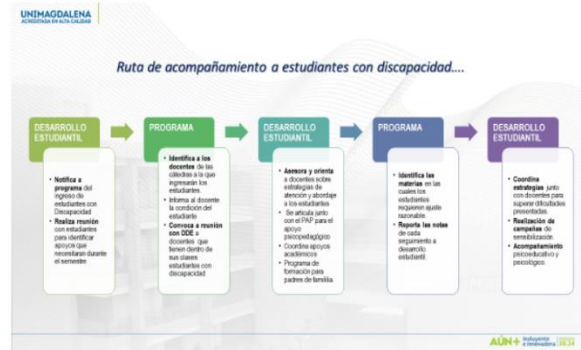 UNIMAGDALENA
ACREDITADA EN ALTA CALIDAD
Ruta de acompañamiento a estudiantes con discapacidad....
DESARROLLO
ESTUDIANTIL
• Notifica a
programa del
ingreso de
estudiantes con
Discapacidad
• Realiza reunión
con estudiantes
para identificar
apoyos que
necesitaran durante
el semestre
PROGRAMA
• Identifica a los
docentes de las
cátedras a la que
ingresarán los
estudiantes.
• Informa al docente
la condición del
estudiante
• Convoca a reunión
con DDE a
docentes que
tienen dentro de
sus clases
estudiantes con
discapacidad
DESARROLLO
ESTUDIANTIL
• Asesora y orienta
a docentes sobre
estrategias de
atención y abordaje
a los estudiantes
• Se articula junto
con el PAP para el
apoyo
psicopedagógico
• Coordina apoyos
académicos
• Programa de
formación para
padres de familia.
PROGRAMA
• Identifica las
materias en las
cuales los
estudiantes
requieren ajuste
razonable.
• Reporta las notas
de cada
seguimiento a
desarrollo
estudiantil
DESARROLLO
ESTUDIANTIL
• Coordina
estrategias junto
con docentes para
superar dificultades
presentadas.
• Realización de
campañas de
sensibilización.
• Acompañamiento
psicoeducativo y
psicológico.
AÚN+ Incluyente
e innovadora